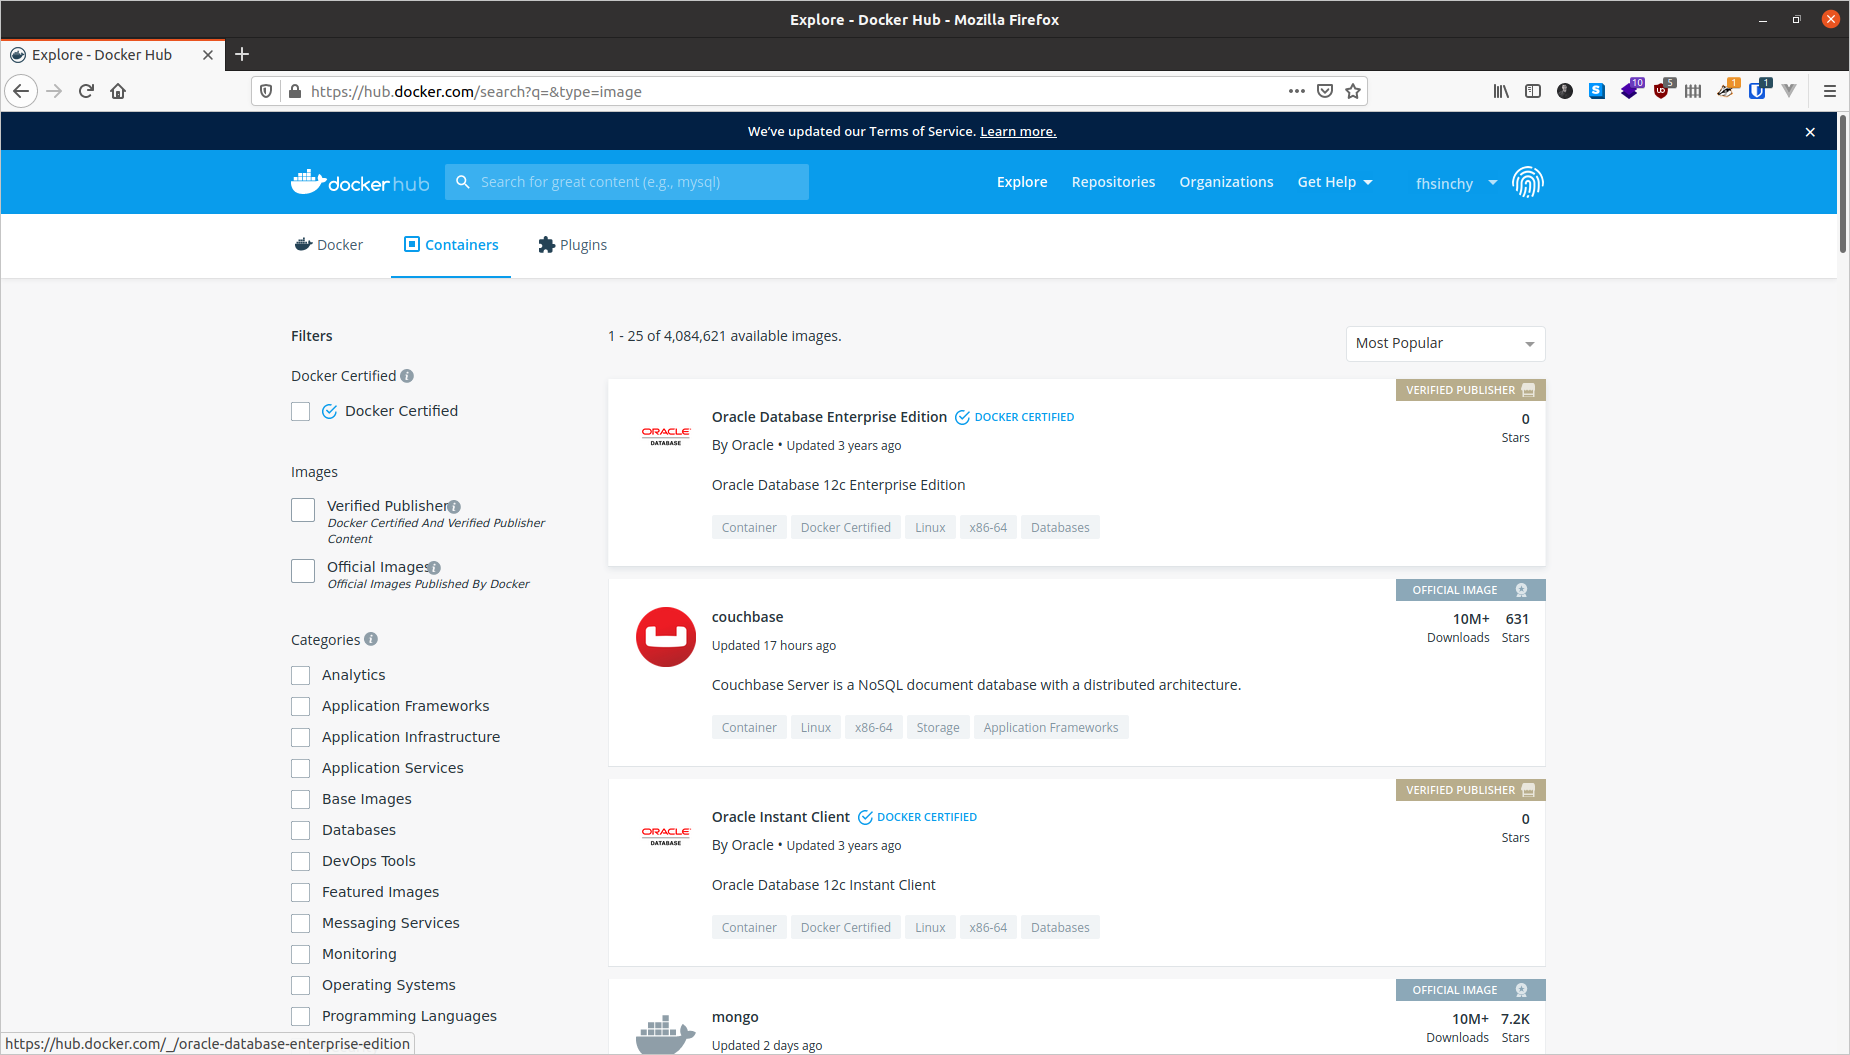 Explore - Docker Hub - Mozilla Firefox
Explore - Docker Hub
https://hub.docker.com/search?q=&type=image
10
5
1
1
We've updated our Terms of Service. Learn more.
docker hub
Search for great content (e.g., mysql)
Explore
Repositories
Organizations
Get Help
fhsinchy
Docker
Containers
Plugins
Filters
Docker Certified
Docker Certified
Images
Verified Publisher
Docker Certified And Verified Publisher
Content
Official Images
Official Images Published By Docker
Categories
Analytics
Application Frameworks
Application Infrastructure
Application Services
Base Images
Databases
DevOps Tools
Featured Images
Messaging Services
Monitoring
Operating Systems
Programming Languages
1 - 25 of 4,084,621 available images.
Most Popular
VERIFIED PUBLISHER
ORACLE
DATABASE
Oracle Database Enterprise Edition
DOCKER CERTIFIED
0
Stars
By Oracle • Updated 3 years ago
Oracle Database 12c Enterprise Edition
Container
Docker Certified
Linux
x86-64
Databases
OFFICIAL IMAGE
couchbase
10M+
Downloads
631
Stars
Updated 17 hours ago
Couchbase Server is a NoSQL document database with a distributed architecture.
Container
Linux
x86-64
Storage
Application Frameworks
VERIFIED PUBLISHER
ORACLE
DATABASE
Oracle Instant Client
DOCKER CERTIFIED
0
Stars
By Oracle • Updated 3 years ago
Oracle Database 12c Instant Client
Container
Docker Certified
Linux
x86-64
Databases
OFFICIAL IMAGE
mongo
10M+
Downloads
7.2K
Stars
Updated 2 days ago
https://hub.docker.com/_/oracle-database-enterprise-edition